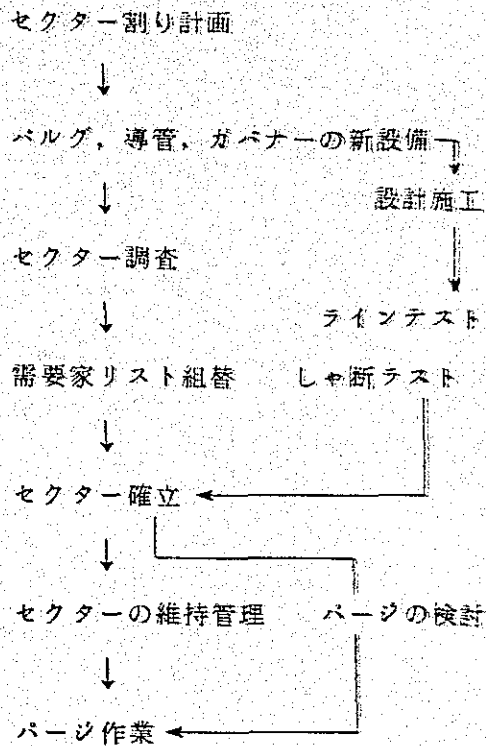 セクター割り計画
バルブ，導管，ガバナーの新設備
設計施工
セクター調査
ラインテスト
需要家リスト組替　しゃ断テスト
セクター確立
セクターの維持管理　パージの検討
パージ作業